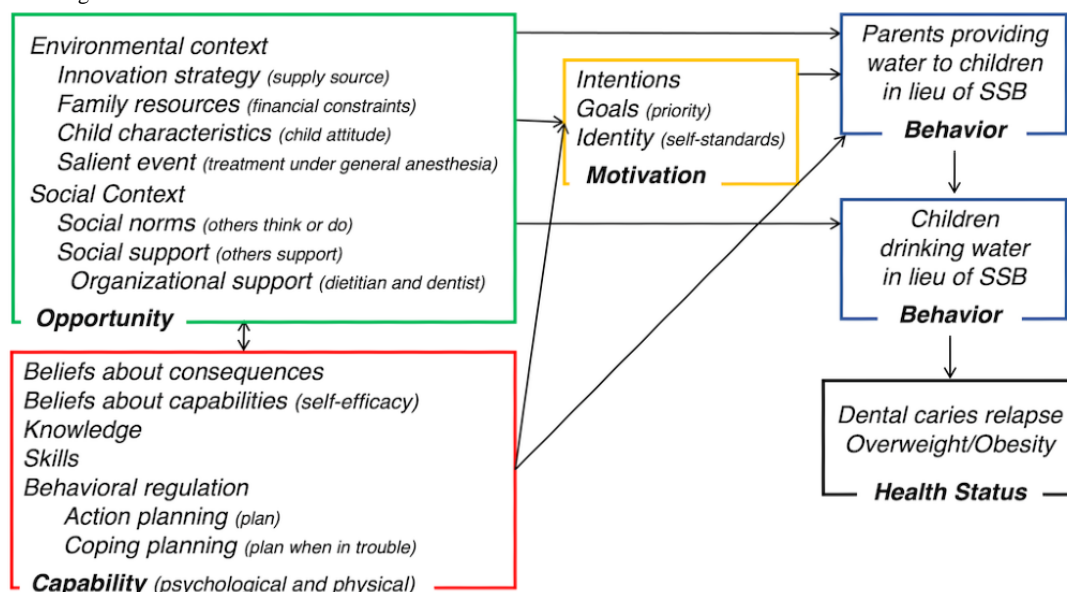 Environmental context
Innovation strategy (supply source)
Family resources (financial constraints)
Child characteristics (child attitude)
Salient event (treatment under general anesthesia)
Social Context
Social norms (others think or do)
Social support (others support)
Organizational support (dietitian and dentist)
Opportunity
Beliefs about consequences
Beliefs about capabilities (self-efficacy)
Knowledge
Skills
Behavioral regulation
Action planning (plan)
Coping planning (plan when in trouble)
Capability (psychological and physical)
Intentions
Goals (priority)
Identity (self-standards)
Motivation
Parents providing
water to children
in lieu of SSB
Behavior
Children
drinking water
in lieu of SSB
Behavior
Dental caries relapse
Overweight/Obesity
Health Status